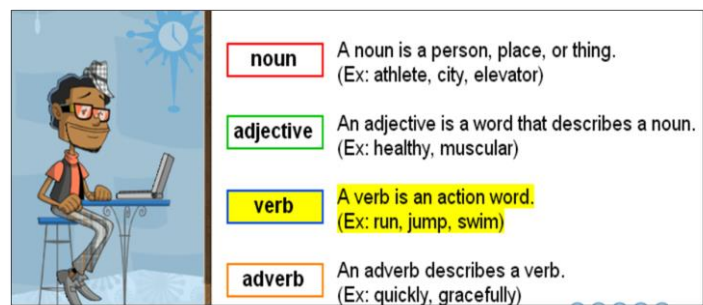 noun
A noun is a person, place, or thing.
(Ex: athlete, city, elevator)
adjective
An adjective is a word that describes a noun.
(Ex: healthy, muscular)
verb
A verb is an action word.
(Ex: run, jump, swim)
adverb
An adverb describes a verb.
(Ex: quickly, gracefully)